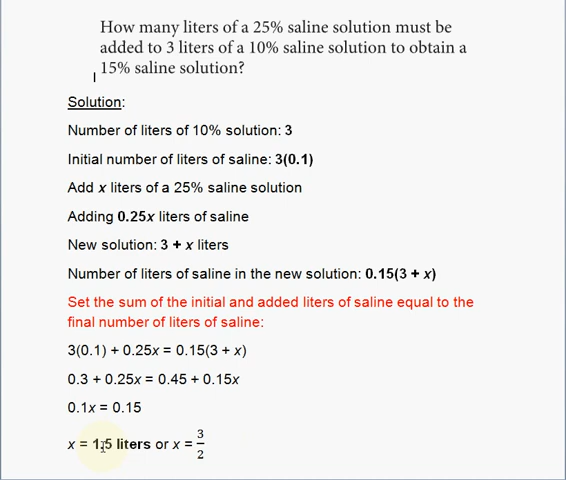 How many liters of a 25% saline solution must be
added to 3 liters of a 10% saline solution to obtain a
15% saline solution?
Solution:
Number of liters of 10% solution: 3
Initial number of liters of saline: 3(0.1)
Add x liters of a 25% saline solution
Adding 0.25x liters of saline
New solution: 3 + x liters
Number of liters of saline in the new solution: 0.15(3 + x)
Set the sum of the initial and added liters of saline equal to the
final number of liters of saline:
3(0.1) + 0.25x = 0.15(3 + x)
0.3 + 0.25x = 0.45 + 0.15x
0.1x = 0.15
x = 1.5 liters or x = 3/2